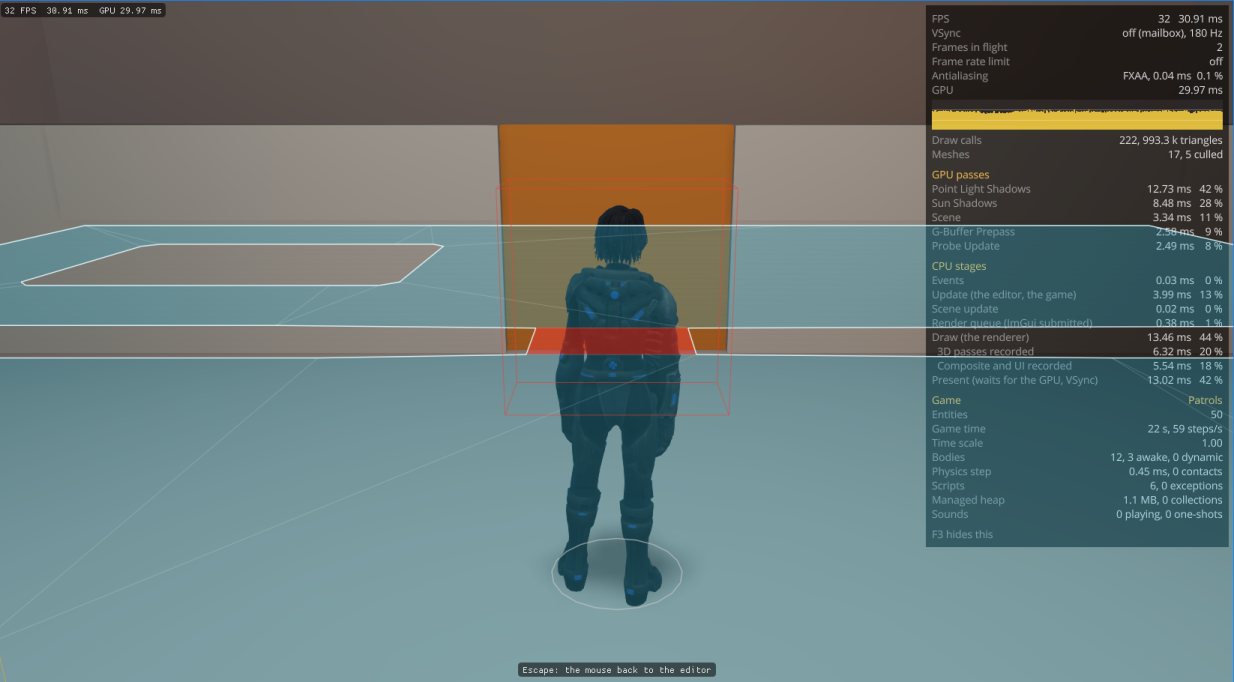 32 FPS 30.91 ms GPU 29.97 ms
FPS 32 30.91 ms
VSync off (mailbox), 180 Hz
Frames in flight 2
Frame rate limit off
Antialiasing FXAA, 0.04 ms 0.1 %
GPU 29.97 ms
Draw calls 222, 993.3 k triangles
Meshes 17, 5 culled
GPU passes
Point Light Shadows 12.73 ms 42 %
Sun Shadows 8.48 ms 28 %
Scene 3.34 ms 11 %
G-Buffer Prepass 2.58 ms 9 %
Probe Update 2.49 ms 8 %
CPU stages
Events 0.03 ms 0 %
Update (the editor, the game) 3.99 ms 13 %
Scene update 0.02 ms 0 %
Render queue (ImGui submitted) 0.38 ms 1 %
Draw (the renderer) 13.46 ms 44 %
3D passes recorded 6.32 ms 20 %
Composite and UI recorded 5.54 ms 18 %
Present (waits for the GPU, VSync) 13.02 ms 42 %
Game Patrols
Entities 50
Game time 22 s, 59 steps/s
Time scale 1.00
Bodies 12, 3 awake, 0 dynamic
Physics step 0.45 ms, 0 contacts
Scripts 6, 0 exceptions
Managed heap 1.1 MB, 0 collections
Sounds 0 playing, 0 one-shots
F3 hides this
Escape: the mouse back to the editor